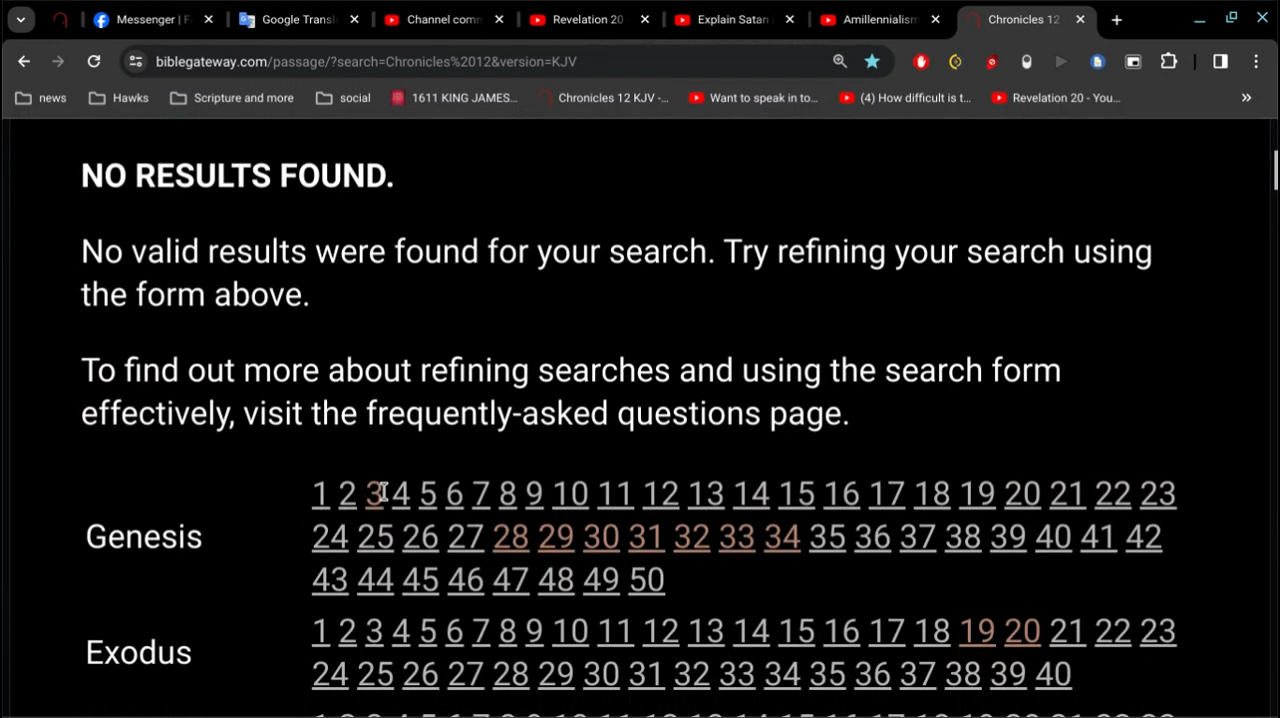 Messenger | F
Google Transl
Channel comm
Revelation 20
Explain Satan
Amillennialism
Chronicles 12
biblegateway.com/passage/?search=Chronicles%2012&version=KJV
news
Hawks
Scripture and more
social
1611 KING JAMES...
Chronicles 12 KJV -...
Want to speak in to...
(4) How difficult is t...
Revelation 20 - You...
NO RESULTS FOUND.
No valid results were found for your search. Try refining your search using
the form above.
To find out more about refining searches and using the search form
effectively, visit the frequently-asked questions page.
Genesis
1 2 3 4 5 6 7 8 9 10 11 12 13 14 15 16 17 18 19 20 21 22 23
24 25 26 27 28 29 30 31 32 33 34 35 36 37 38 39 40 41 42
43 44 45 46 47 48 49 50
Exodus
1 2 3 4 5 6 7 8 9 10 11 12 13 14 15 16 17 18 19 20 21 22 23
24 25 26 27 28 29 30 31 32 33 34 35 36 37 38 39 40